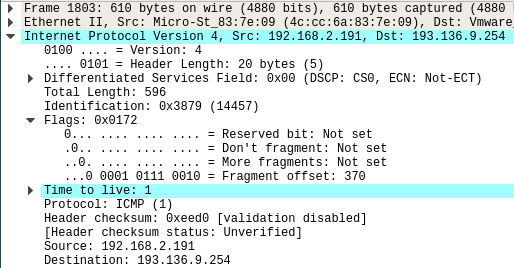 Frame 1803: 610 bytes on wire (4880 bits), 610 bytes captured (4880
Ethernet II, Src: Micro-St_83:7e:09 (4c:cc:6a:83:7e:09), Dst: Vmware_
Internet Protocol Version 4, Src: 192.168.2.191, Dst: 193.136.9.254
0100 .... = Version: 4
.... 0101 = Header Length: 20 bytes (5)
Differentiated Services Field: 0x00 (DSCP: CS0, ECN: Not-ECT)
Total Length: 596
Identification: 0x3879 (14457)
Flags: 0x0172
0... .... .... .... = Reserved bit: Not set
.0.. .... .... .... = Don't fragment: Not set
..0. .... .... .... = More fragments: Not set
...0 0001 0111 0010 = Fragment offset: 370
Time to live: 1
Protocol: ICMP (1)
Header checksum: 0xeed0 [validation disabled]
[Header checksum status: Unverified]
Source: 192.168.2.191
Destination: 193.136.9.254